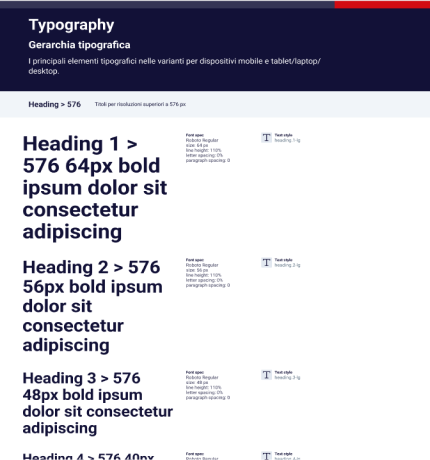 Typography
Gerarchia tipografica
I principali elementi tipografici nelle varianti per dispositivi mobile e tablet/laptop/
desktop.
Heading > 576
Titoli per risoluzioni superiori a 576 px
Heading 1 >
576 64px bold
ipsum dolor sit
consectetur
adipiscing
Font spec
Roboto Regular
size: 64 px
line height: 110%
letter spacing: 0%
paragraph spacing: 0
T
Text style
heading 1-lg
Heading 2 > 576
56px bold ipsum
dolor sit
consectetur
adipiscing
Font spec
Roboto Regular
size: 56 px
line height: 110%
letter spacing: 0%
paragraph spacing: 0
T
Text style
heading 2-lg
Heading 3 > 576
48px bold ipsum
dolor sit consectetur
adipiscing
Font spec
Roboto Regular
size: 48 px
line height: 110%
letter spacing: 0%
paragraph spacing: 0
T
Text style
heading 3-lg
Heading 4 > 576 40px
Font spec
Roboto Regular
T
Text style